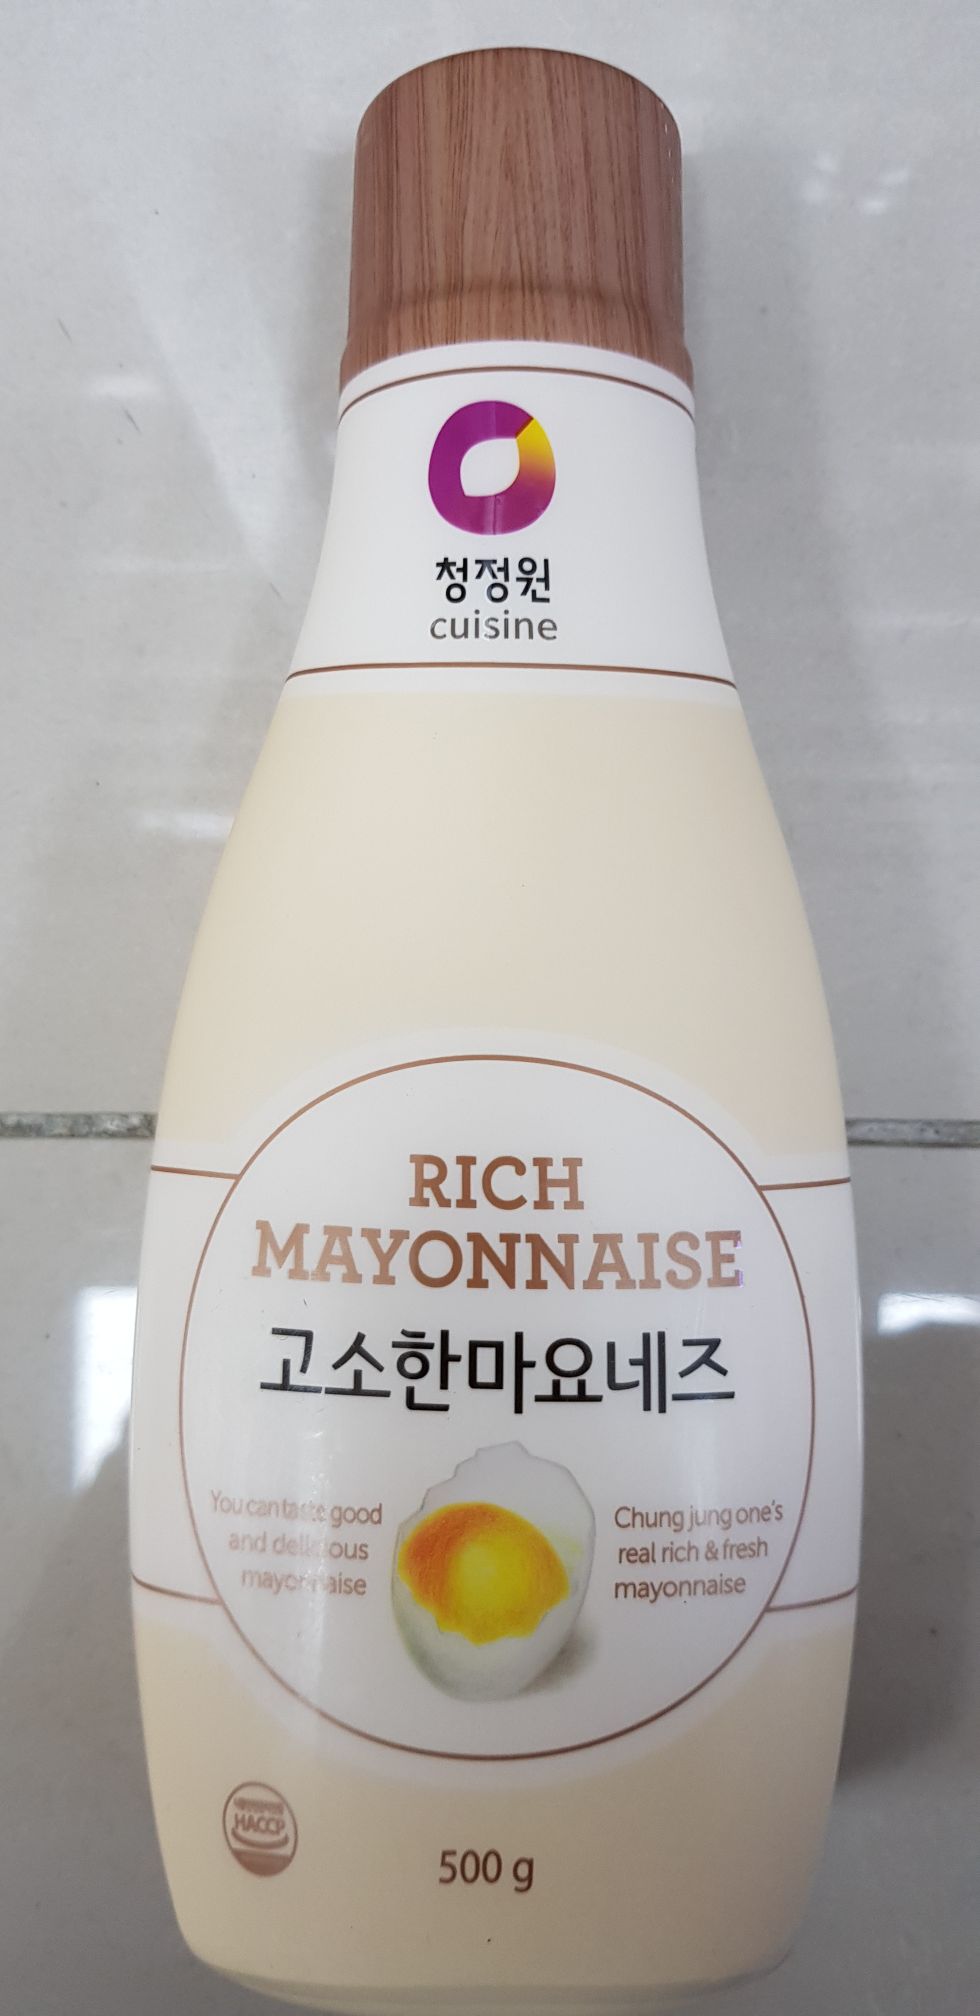 청정원
cuisine
RICH
MAYONNAISE
고소한마요네즈
You can taste good
and delicious
mayonnaise
Chung jung one's
real rich & fresh
mayonnaise
HACCP
500 g